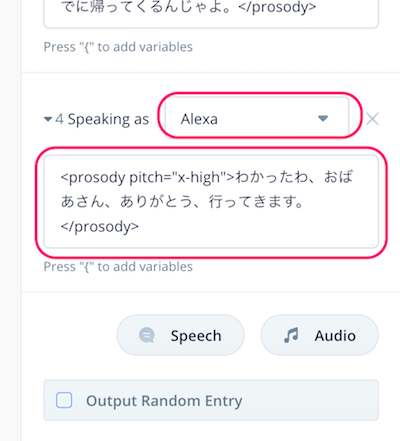 でに帰ってくるんじゃよ。</prosody>
Press "{" to add variables
4 Speaking as
Alexa
<prosody pitch="x-high">わかったわ、おば
あさん、ありがとう、行ってきます。
</prosody>
Press "{" to add variables
Speech
Audio
Output Random Entry